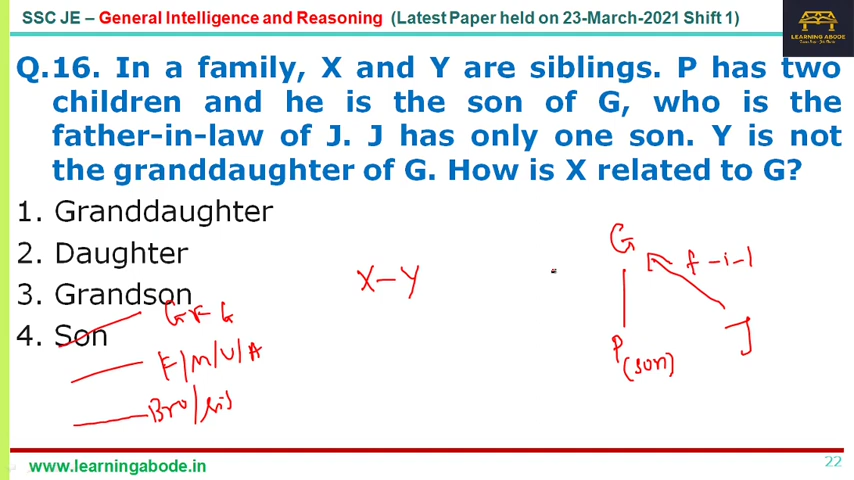 SSC JE – General Intelligence and Reasoning (Latest Paper held on 23-March-2021 Shift 1)
LEARNING ABODE
Q.16. In a family, X and Y are siblings. P has two
children and he is the son of G, who is the
father-in-law of J. J has only one son. Y is not
the granddaughter of G. How is X related to G?
1. Granddaughter
2. Daughter
3. Grandson
4. Son
X – Y
G
f-i-l
J
P
(son)
F/M/U/A
Bro/sis
www.learningabode.in
22